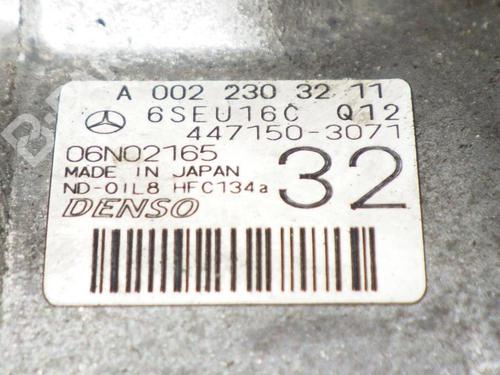 A 002 230 32 11
6SEU16C Q12
447150-3071
06N02165
MADE IN JAPAN
ND-OIL8 HFC134a
32
DENSO